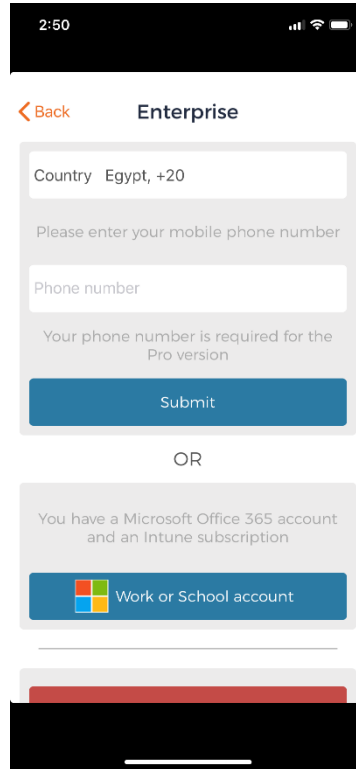 2:50
Back
Enterprise
Country Egypt, +20
Please enter your mobile phone number
Phone number
Your phone number is required for the
Pro version
Submit
OR
You have a Microsoft Office 365 account
and an Intune subscription
Work or School account